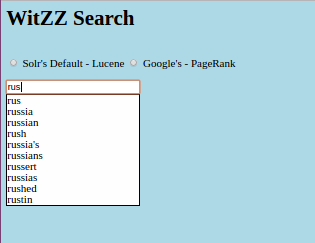 WitZZ Search
Solr's Default - Lucene Google's - PageRank
rus
rus
russia
russian
rush
russia's
russians
russert
russias
rushed
rustin